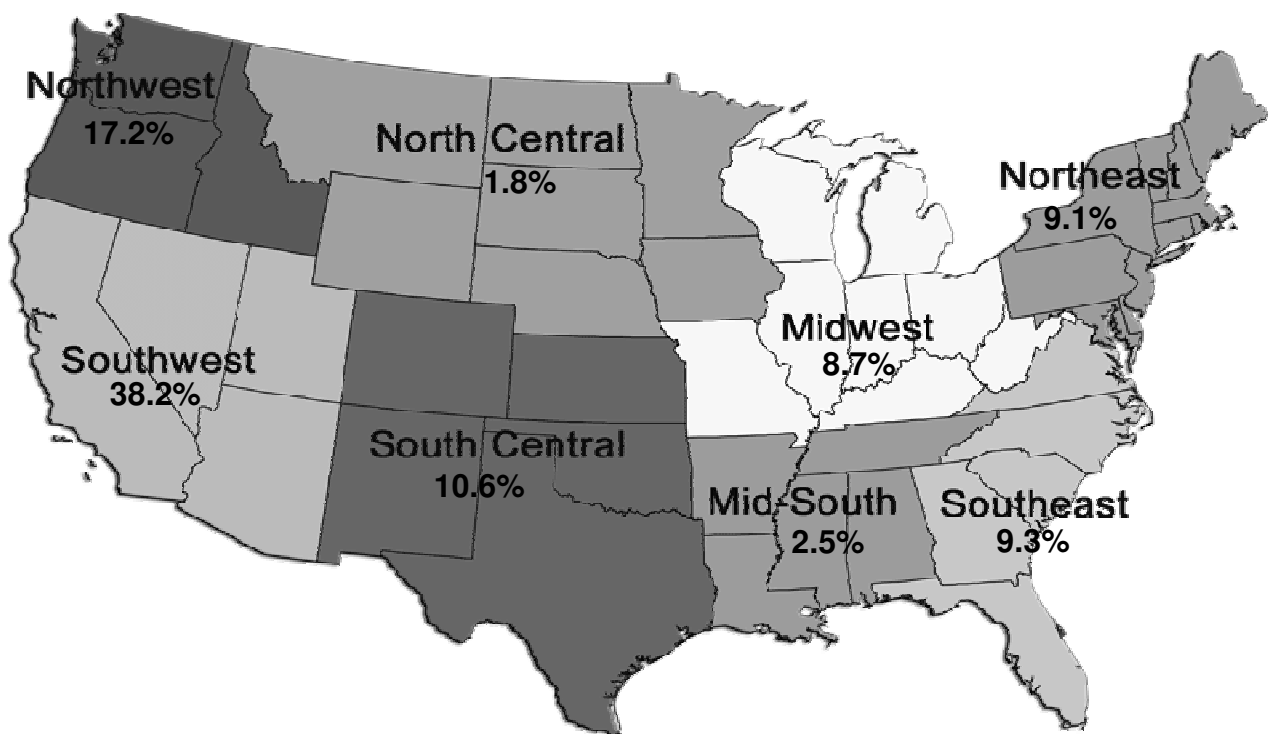 Northwest
17.2%
North Central
1.8%
Northeast
9.1%
Midwest
8.7%
Southwest
38.2%
South Central
10.6%
Mid-South
2.5%
Southeast
9.3%